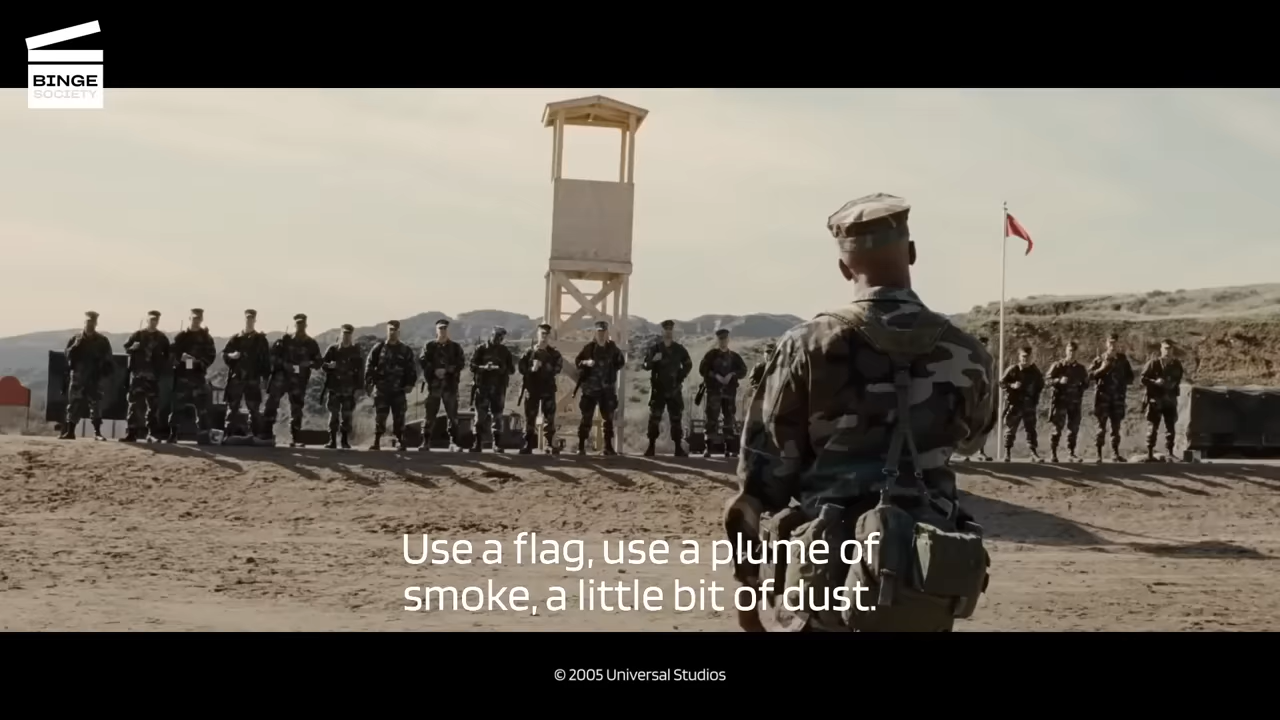 BINGE
SOCIETY
Use a flag, use a plume of
smoke, a little bit of dust.
© 2005 Universal Studios